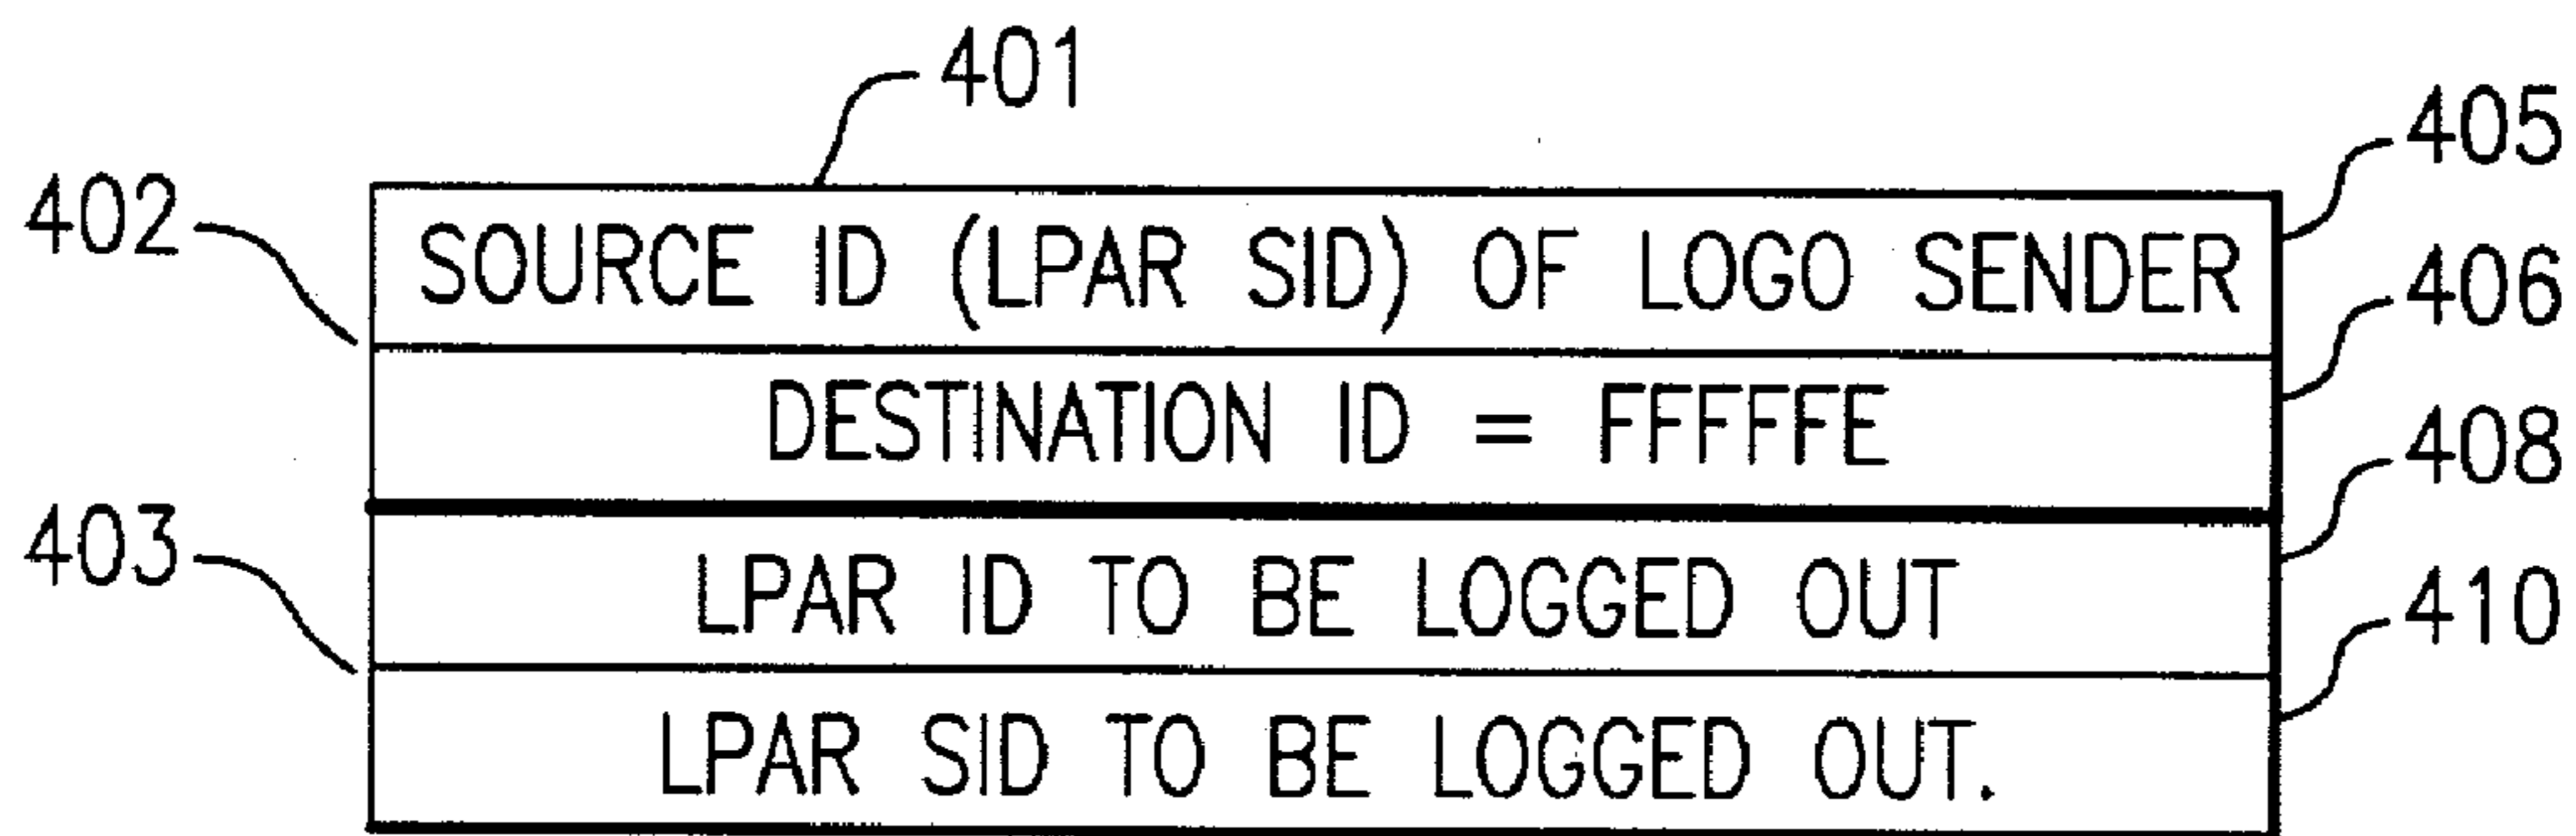 401
405
402
SOURCE ID (LPAR SID) OF LOGO SENDER
406
DESTINATION ID = FFFFFE
408
403
LPAR ID TO BE LOGGED OUT
410
LPAR SID TO BE LOGGED OUT.